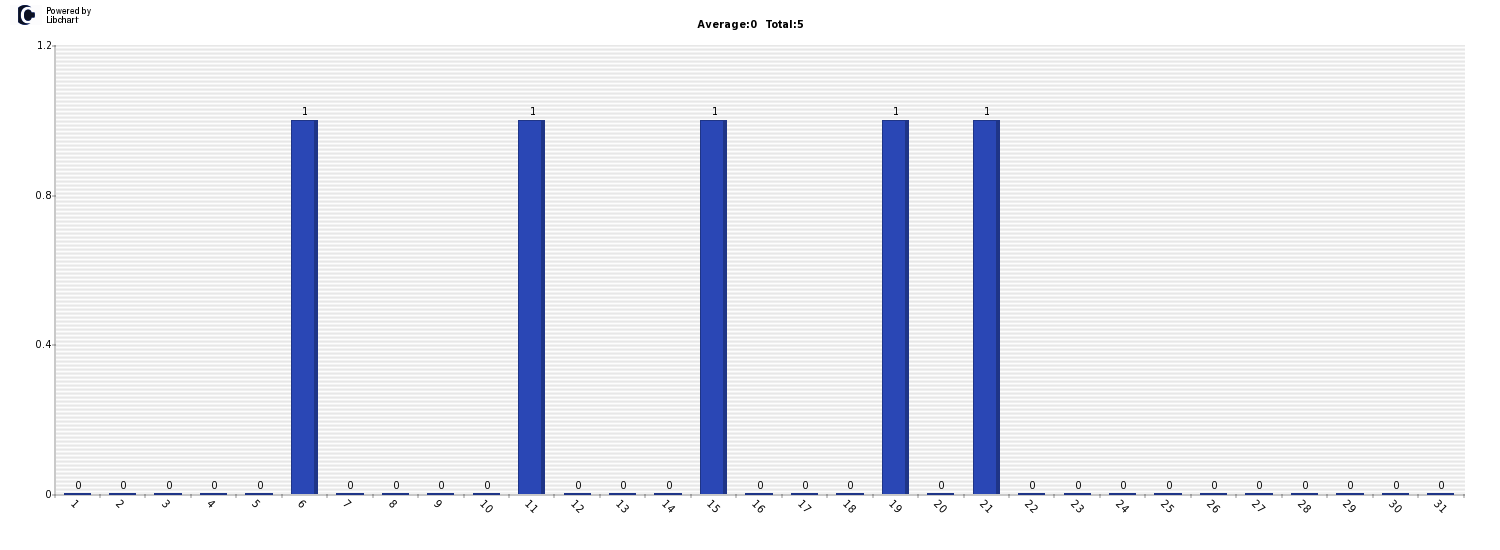 Powered by
Libchart
Average:0  Total:5
1.2
0.8
0.4
0
0 0 0 0 0 1 0 0 0 0 1 0 0 0 1 0 0 0 1 0 1 0 0 0 0 0 0 0 0 0 0
1 2 3 4 5 6 7 8 9 10 11 12 13 14 15 16 17 18 19 20 21 22 23 24 25 26 27 28 29 30 31